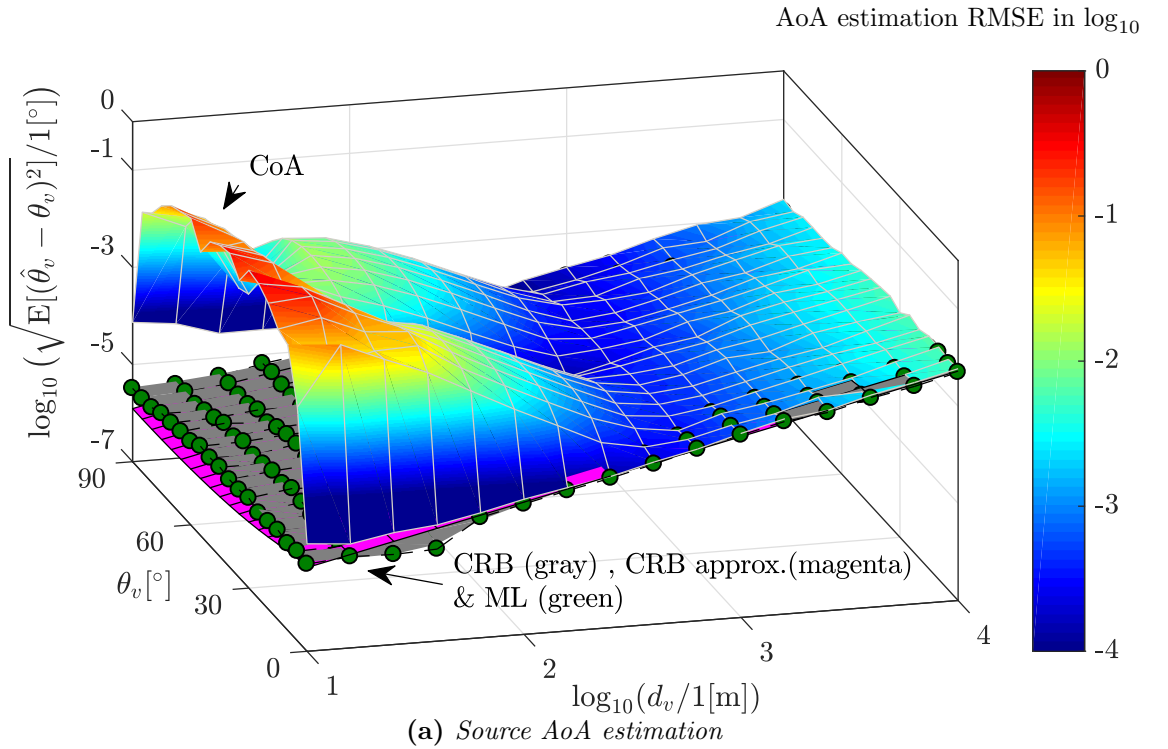 AoA estimation RMSE in log₁₀
0
-1
-2
-3
-4
log₁₀ (√E[(θ̂ᵥ − θᵥ)²]/1[°])
0
-1
-3
-5
-7
CoA
90
60
30
0
θᵥ[°]
CRB (gray) , CRB approx.(magenta)
& ML (green)
1
2
3
4
log₁₀(dᵥ/1[m])
(a) Source AoA estimation